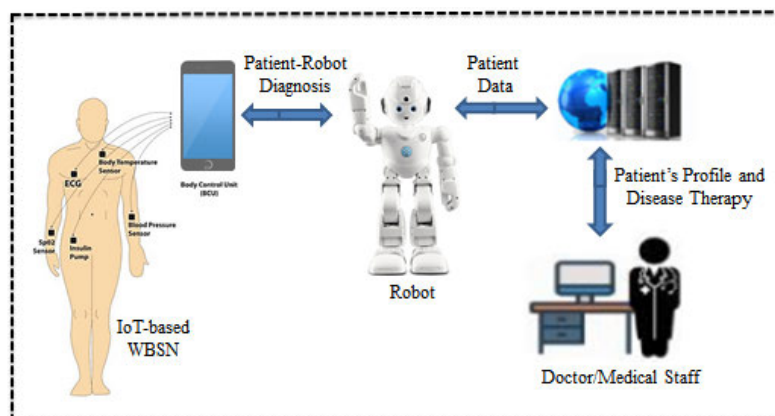 Patient-Robot
Diagnosis
Patient
Data
Body Temperature
Sensor
ECG
Body Control Unit
(BCU)
Patient's Profile and
Disease Therapy
Blood Pressure
Sensor
Sp02
Sensor
Insulin
Pump
Robot
IoT-based
WBSN
Doctor/Medical Staff